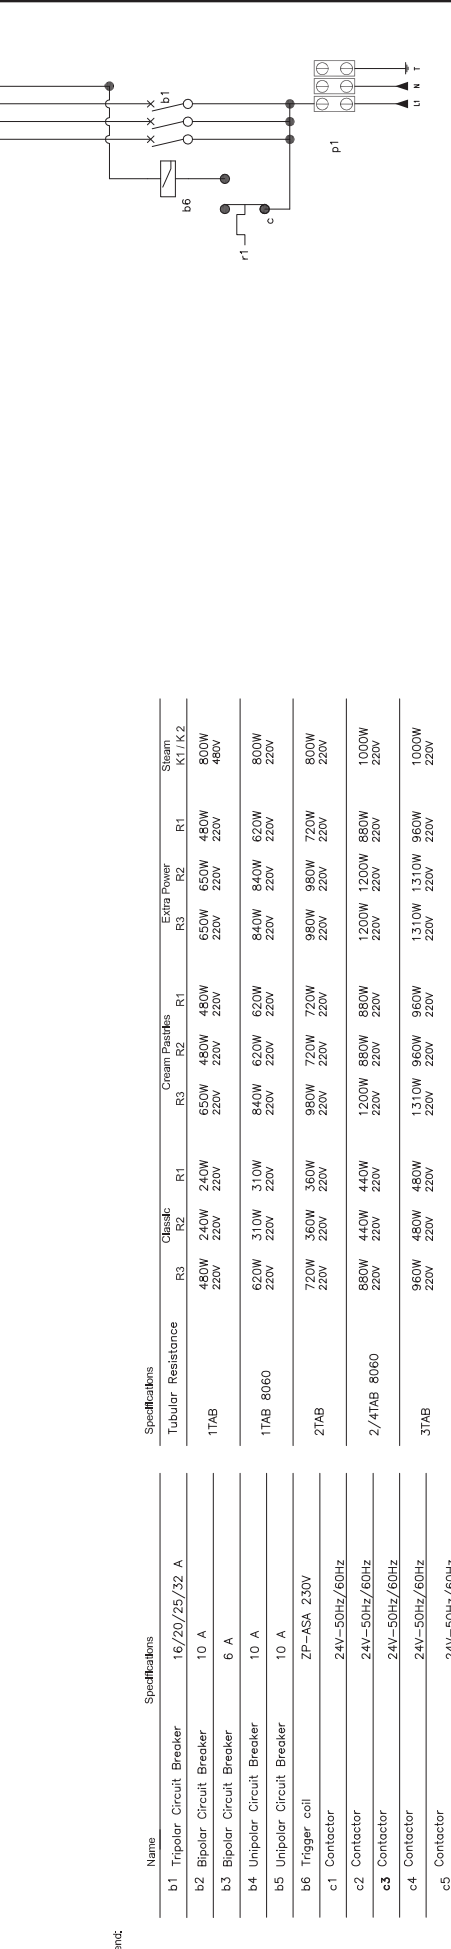 end:
Name Specifications
b1 Tripolar Circuit Breaker 16/20/25/32 A
b2 Bipolar Circuit Breaker 10 A
b3 Bipolar Circuit Breaker 6 A
b4 Unipolar Circuit Breaker 10 A
b5 Unipolar Circuit Breaker 10 A
b6 Trigger coil ZP-ASA 230V
c1 Contactor 24V-50Hz/60Hz
c2 Contactor 24V-50Hz/60Hz
c3 Contactor 24V-50Hz/60Hz
c4 Contactor 24V-50Hz/60Hz
c5 Contactor 24V-50Hz/60Hz
Specifications
Classic Cream Pastries Extra Power Steam
Tubular Resistance R3 R2 R1 R3 R2 R1 R3 R2 R1 K1 / K 2
1TAB 480W 240W 240W 650W 480W 480W 650W 650W 480W 800W
220V 220V 220V 220V 220V 220V 220V 220V 220V 480V
1TAB 8060 620W 310W 310W 840W 620W 620W 840W 840W 620W 800W
220V 220V 220V 220V 220V 220V 220V 220V 220V 220V
2TAB 720W 360W 360W 980W 720W 720W 980W 980W 720W 800W
220V 220V 220V 220V 220V 220V 220V 220V 220V 220V
2/4TAB 8060 880W 440W 440W 1200W 880W 880W 1200W 1200W 880W 1000W
220V 220V 220V 220V 220V 220V 220V 220V 220V 220V
3TAB 960W 480W 480W 1310W 960W 960W 1310W 1310W 960W 1000W
220V 220V 220V 220V 220V 220V 220V 220V 220V 220V
b1
b6
r1
c
p1
L1
N
T